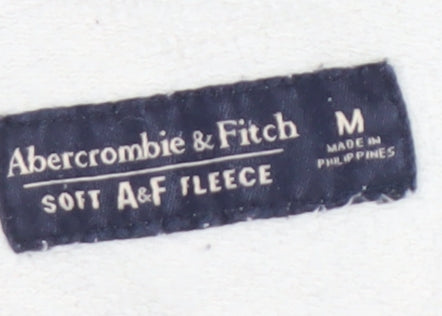 Abercrombie & Fitch
SOFT A&F FLEECE
M
MADE IN
PHILIPPINES